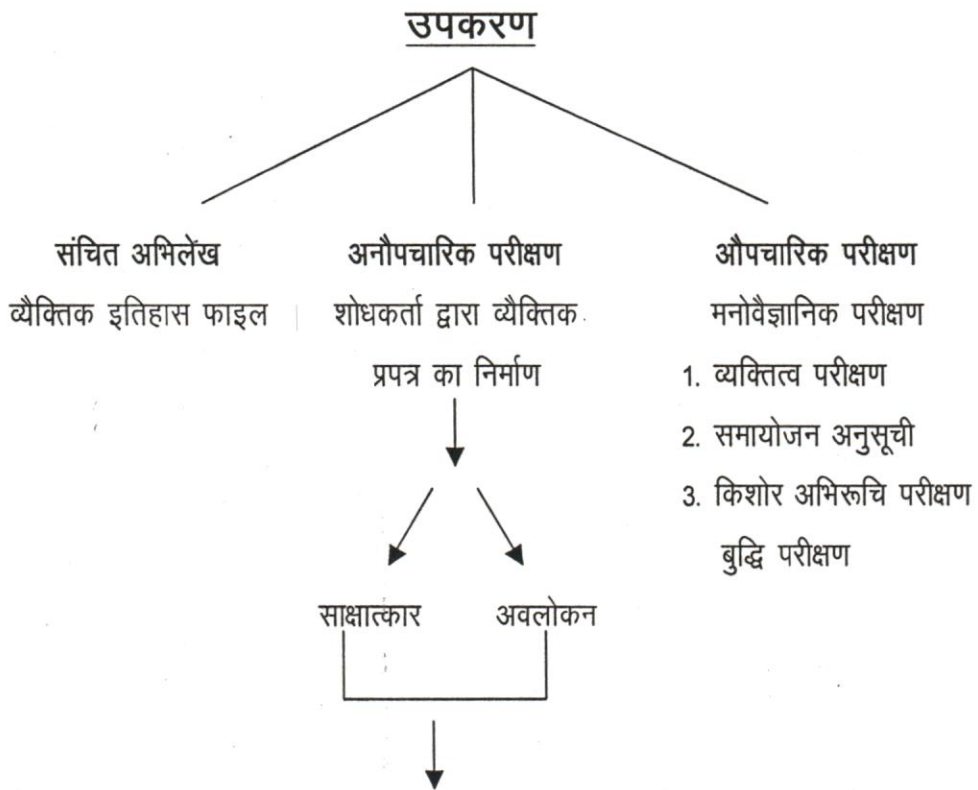 उपकरण
संचित अभिलेंख
व्यैक्तिक इतिहास फाइल
अनौपचारिक परीक्षण
शोधकर्ता द्वारा व्यैक्तिक
प्रपत्र का निर्माण
साक्षात्कार
अवलोकन
औपचारिक परीक्षण
मनोवैज्ञानिक परीक्षण
1. व्यक्तित्व परीक्षण
2. समायोजन अनुसूची
3. किशोर अभिरूचि परीक्षण
बुद्धि परीक्षण